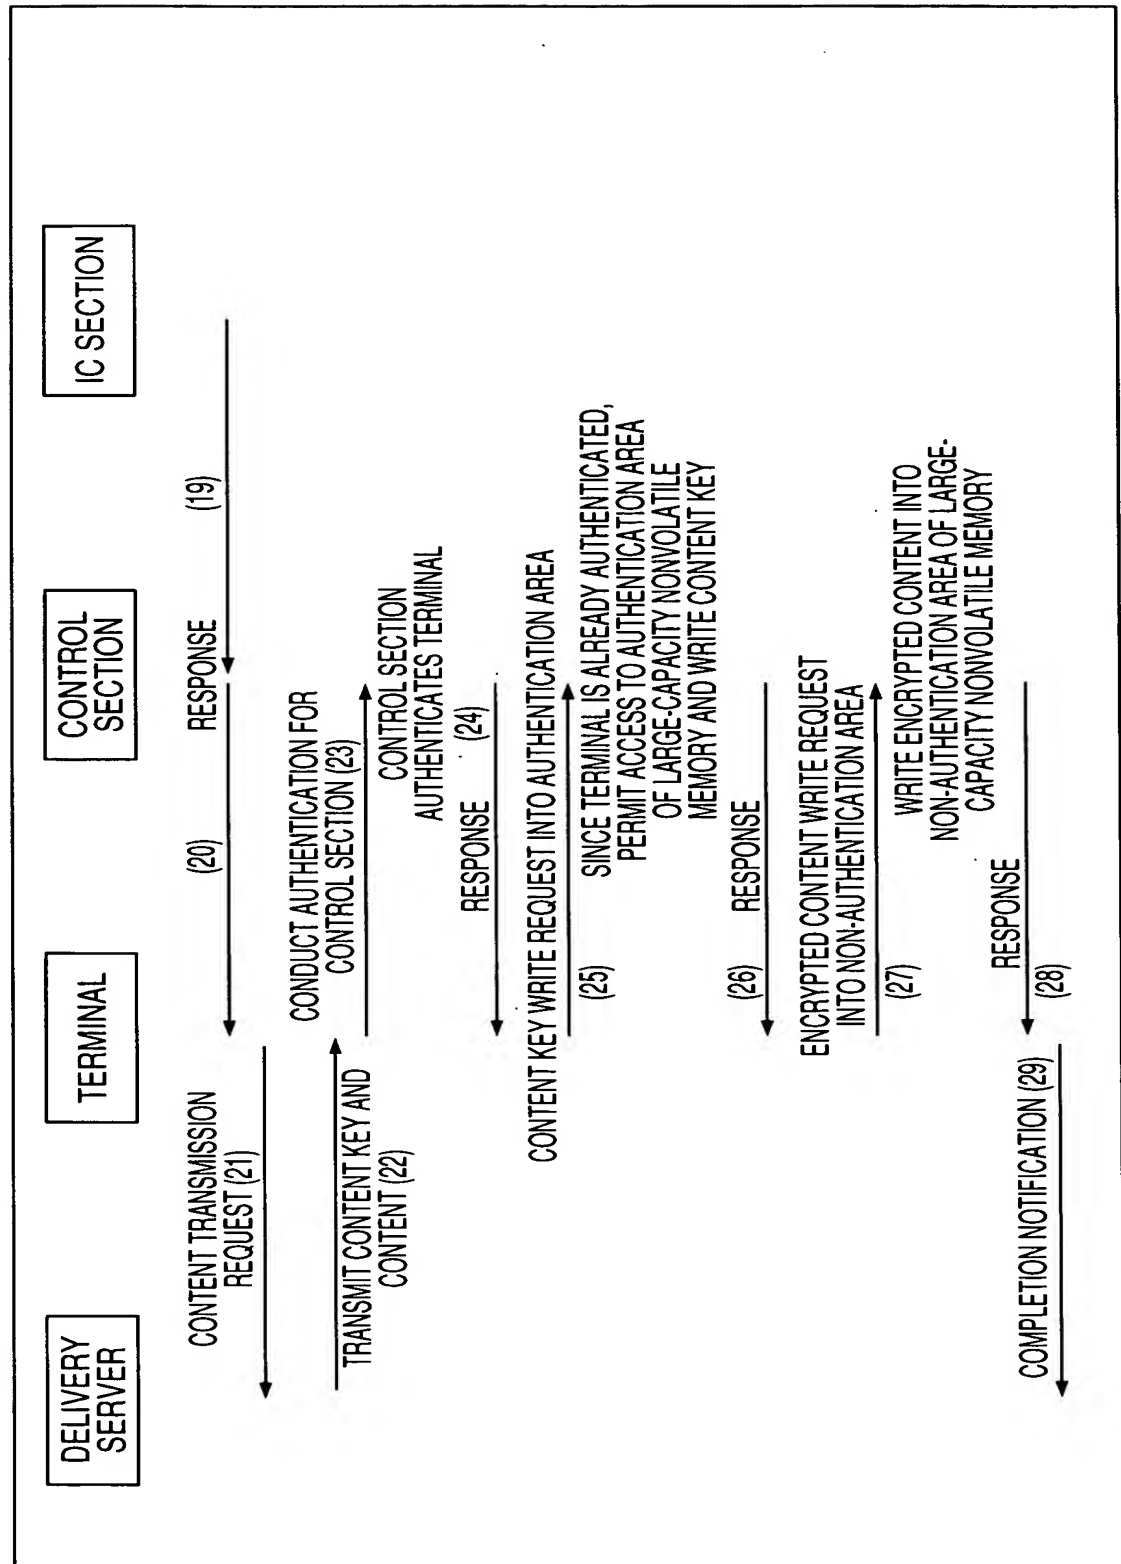 DELIVERY
SERVER
TERMINAL
CONTROL
SECTION
IC SECTION
(20)
RESPONSE
(19)
CONTENT TRANSMISSION
REQUEST (21)
CONDUCT AUTHENTICATION FOR
CONTROL SECTION (23)
TRANSMIT CONTENT KEY AND
CONTENT (22)
CONTROL SECTION
AUTHENTICATES TERMINAL
RESPONSE (24)
CONTENT KEY WRITE REQUEST INTO AUTHENTICATION AREA
(25)
SINCE TERMINAL IS ALREADY AUTHENTICATED,
PERMIT ACCESS TO AUTHENTICATION AREA
OF LARGE-CAPACITY NONVOLATILE
MEMORY AND WRITE CONTENT KEY
(26)
RESPONSE
ENCRYPTED CONTENT WRITE REQUEST
INTO NON-AUTHENTICATION AREA
(27)
WRITE ENCRYPTED CONTENT INTO
NON-AUTHENTICATION AREA OF LARGE-
CAPACITY NONVOLATILE MEMORY
RESPONSE
(28)
COMPLETION NOTIFICATION (29)